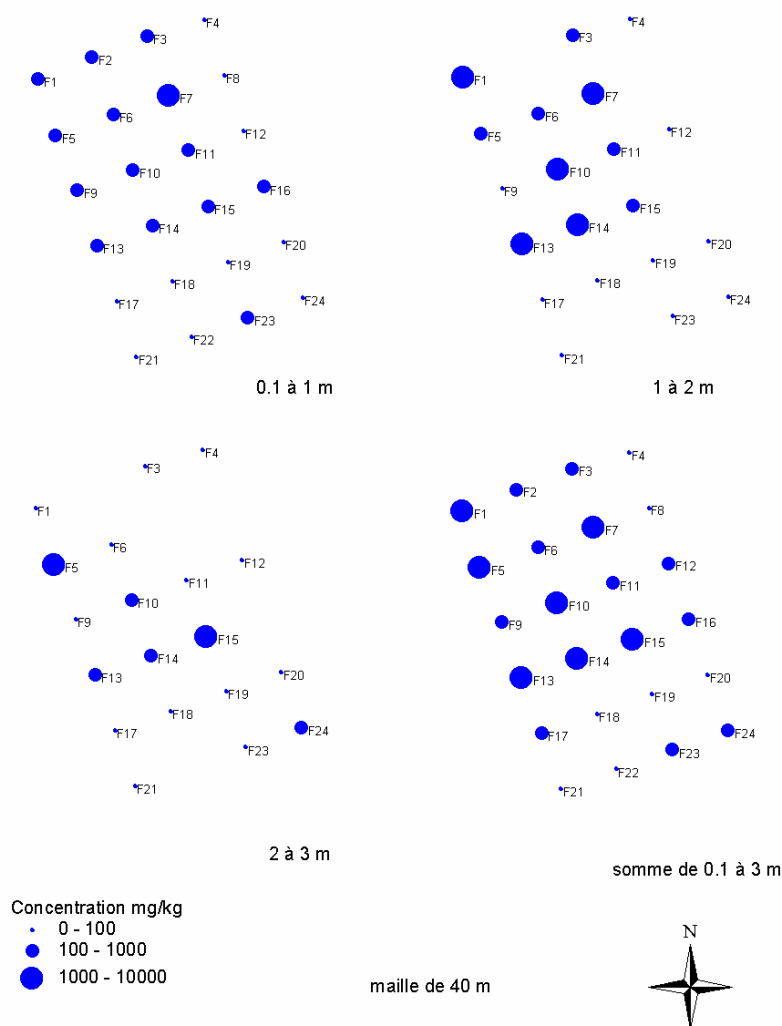 F4
F3
F2
F1
F8
F7
F6
F5
F12
F11
F10
F9
F16
F15
F14
F13
F20
F19
F18
F17
F24
F23
F22
F21
0.1 à 1 m
F4
F3
F1
F7
F6
F5
F12
F11
F10
F9
F15
F14
F13
F20
F19
F18
F17
F24
F23
F21
1 à 2 m
F4
F3
F1
F6
F5
F12
F11
F10
F9
F15
F14
F13
F20
F19
F18
F17
F24
F23
F21
2 à 3 m
F4
F3
F2
F1
F8
F7
F6
F5
F12
F11
F10
F9
F16
F15
F14
F13
F20
F19
F18
F17
F24
F23
F22
F21
somme de 0.1 à 3 m
Concentration mg/kg
0 - 100
100 - 1000
1000 - 10000
maille de 40 m
N